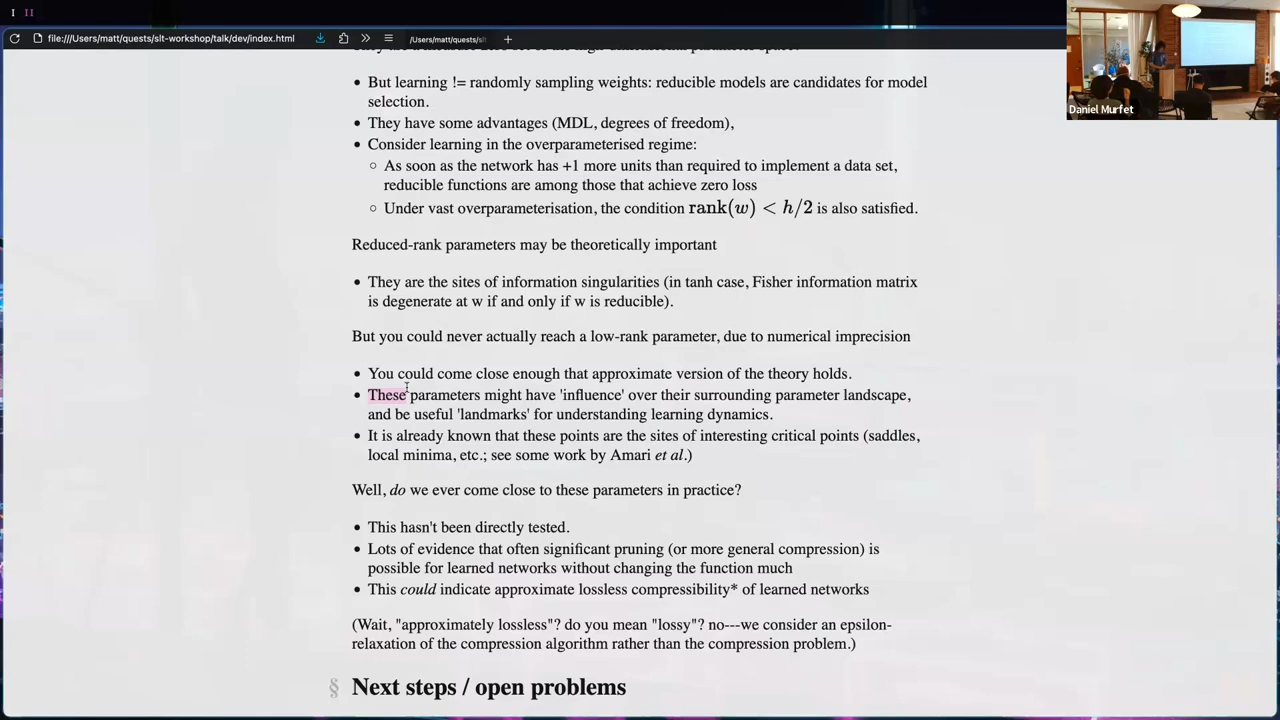 file:///Users/matt/quests/slt-workshop/talk/dev/index.html
/Users/matt/quests/sl
Daniel Murfet
• But learning != randomly sampling weights: reducible models are candidates for model
selection.
• They have some advantages (MDL, degrees of freedom),
• Consider learning in the overparameterised regime:
○ As soon as the network has +1 more units than required to implement a data set,
reducible functions are among those that achieve zero loss
○ Under vast overparameterisation, the condition rank(w) < h/2 is also satisfied.
Reduced-rank parameters may be theoretically important
• They are the sites of information singularities (in tanh case, Fisher information matrix
is degenerate at w if and only if w is reducible).
But you could never actually reach a low-rank parameter, due to numerical imprecision
• You could come close enough that approximate version of the theory holds.
• These parameters might have 'influence' over their surrounding parameter landscape,
and be useful 'landmarks' for understanding learning dynamics.
• It is already known that these points are the sites of interesting critical points (saddles,
local minima, etc.; see some work by Amari et al.)
Well, do we ever come close to these parameters in practice?
• This hasn't been directly tested.
• Lots of evidence that often significant pruning (or more general compression) is
possible for learned networks without changing the function much
• This could indicate approximate lossless compressibility* of learned networks
(Wait, "approximately lossless"? do you mean "lossy"? no---we consider an epsilon-
relaxation of the compression algorithm rather than the compression problem.)
§ Next steps / open problems